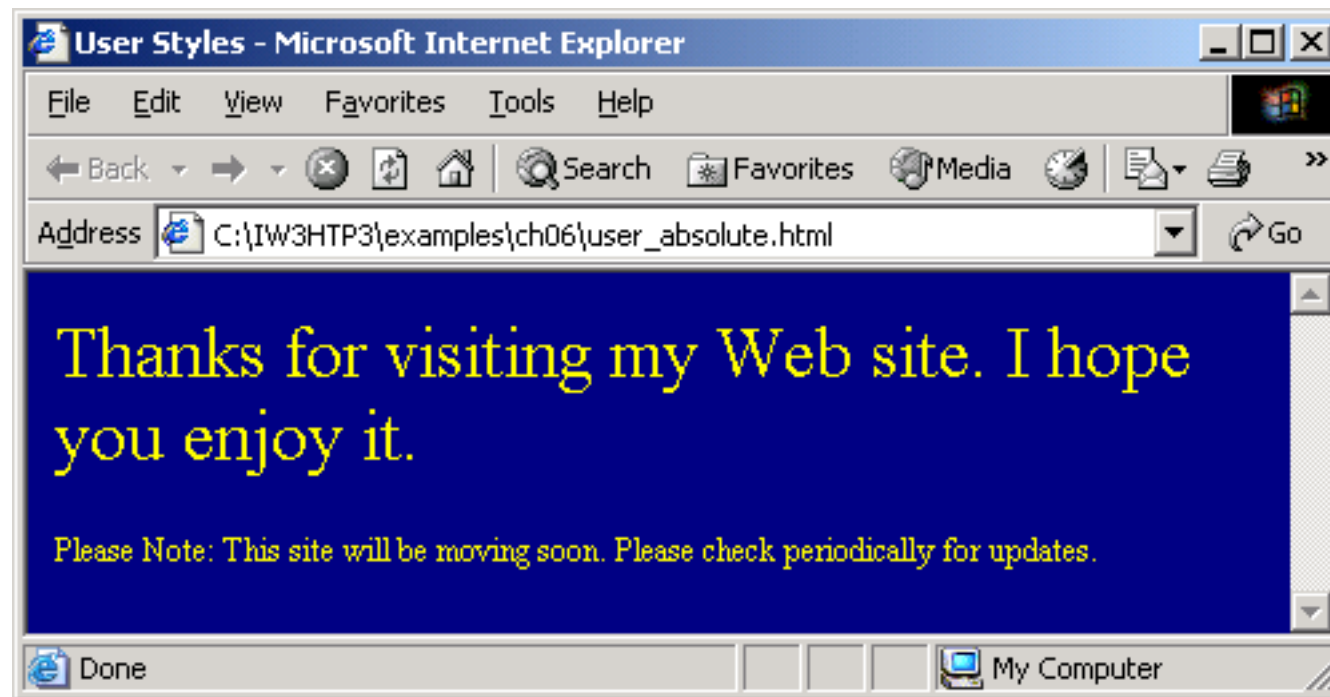 User Styles - Microsoft Internet Explorer
File Edit View Favorites Tools Help
Back Search Favorites Media »
Address C:\IW3HTP3\examples\ch06\user_absolute.html Go
Thanks for visiting my Web site. I hope
you enjoy it.
Please Note: This site will be moving soon. Please check periodically for updates.
Done My Computer